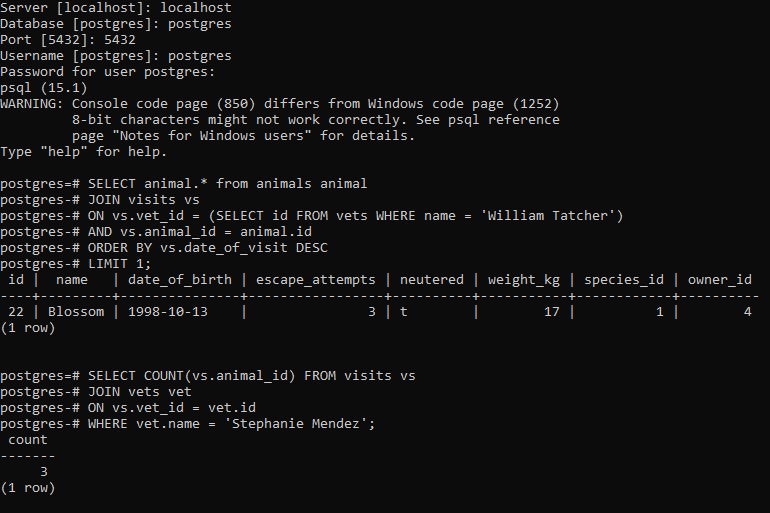 Server [localhost]: localhost
Database [postgres]: postgres
Port [5432]: 5432
Username [postgres]: postgres
Password for user postgres:
psql (15.1)
WARNING: Console code page (850) differs from Windows code page (1252)
         8-bit characters might not work correctly. See psql reference
         page "Notes for Windows users" for details.
Type "help" for help.

postgres=# SELECT animal.* from animals animal
postgres-# JOIN visits vs
postgres-# ON vs.vet_id = (SELECT id FROM vets WHERE name = 'William Tatcher')
postgres-# AND vs.animal_id = animal.id
postgres-# ORDER BY vs.date_of_visit DESC
postgres-# LIMIT 1;
 id |  name   | date_of_birth | escape_attempts | neutered | weight_kg | species_id | owner_id
----+---------+---------------+-----------------+----------+-----------+------------+----------
 22 | Blossom | 1998-10-13    |               3 | t        |        17 |          1 |        4
(1 row)


postgres=# SELECT COUNT(vs.animal_id) FROM visits vs
postgres-# JOIN vets vet
postgres-# ON vs.vet_id = vet.id
postgres-# WHERE vet.name = 'Stephanie Mendez';
 count
-------
     3
(1 row)